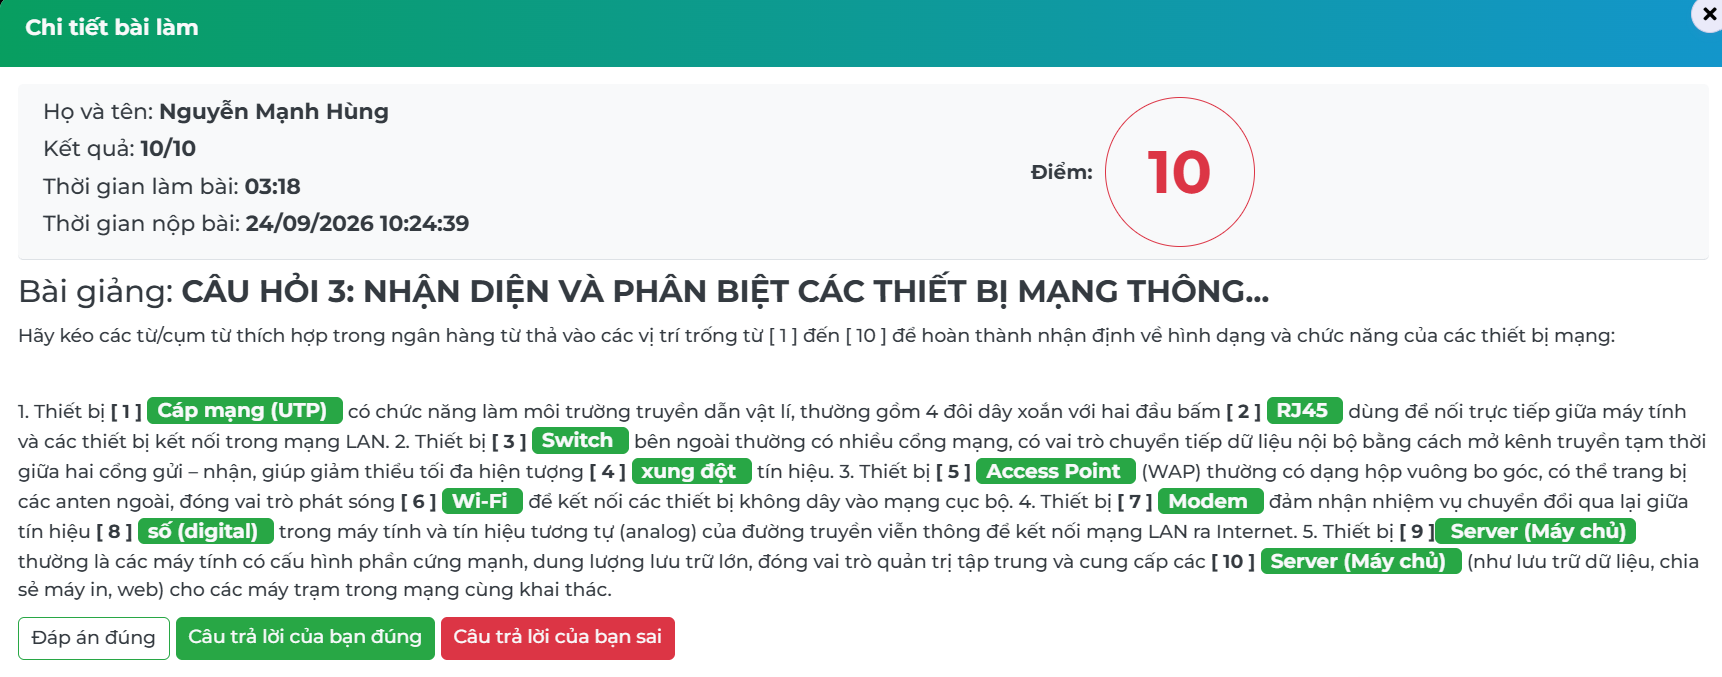 Chi tiết bài làm
Họ và tên: Nguyễn Mạnh Hùng
Kết quả: 10/10
Thời gian làm bài: 03:18
Thời gian nộp bài: 24/09/2026 10:24:39
Điểm: 10
Bài giảng: CÂU HỎI 3: NHẬN DIỆN VÀ PHÂN BIỆT CÁC THIẾT BỊ MẠNG THÔNG...
Hãy kéo các từ/cụm từ thích hợp trong ngân hàng từ thả vào các vị trí trống từ [ 1 ] đến [ 10 ] để hoàn thành nhận định về hình dạng và chức năng của các thiết bị mạng:
1. Thiết bị [ 1 ] Cáp mạng (UTP) có chức năng làm môi trường truyền dẫn vật lí, thường gồm 4 đôi dây xoắn với hai đầu bấm [ 2 ] RJ45 dùng để nối trực tiếp giữa máy tính
và các thiết bị kết nối trong mạng LAN. 2. Thiết bị [ 3 ] Switch bên ngoài thường có nhiều cổng mạng, có vai trò chuyển tiếp dữ liệu nội bộ bằng cách mở kênh truyền tạm thời
giữa hai cổng gửi – nhận, giúp giảm thiểu tối đa hiện tượng [ 4 ] xung đột tín hiệu. 3. Thiết bị [ 5 ] Access Point (WAP) thường có dạng hộp vuông bo góc, có thể trang bị
các anten ngoài, đóng vai trò phát sóng [ 6 ] Wi-Fi để kết nối các thiết bị không dây vào mạng cục bộ. 4. Thiết bị [ 7 ] Modem đảm nhận nhiệm vụ chuyển đổi qua lại giữa
tín hiệu [ 8 ] số (digital) trong máy tính và tín hiệu tương tự (analog) của đường truyền viễn thông để kết nối mạng LAN ra Internet. 5. Thiết bị [ 9 ] Server (Máy chủ)
thường là các máy tính có cấu hình phần cứng mạnh, dung lượng lưu trữ lớn, đóng vai trò quản trị tập trung và cung cấp các [ 10 ] Server (Máy chủ) (như lưu trữ dữ liệu, chia
sẻ máy in, web) cho các máy trạm trong mạng cùng khai thác.
Đáp án đúng Câu trả lời của bạn đúng Câu trả lời của bạn sai